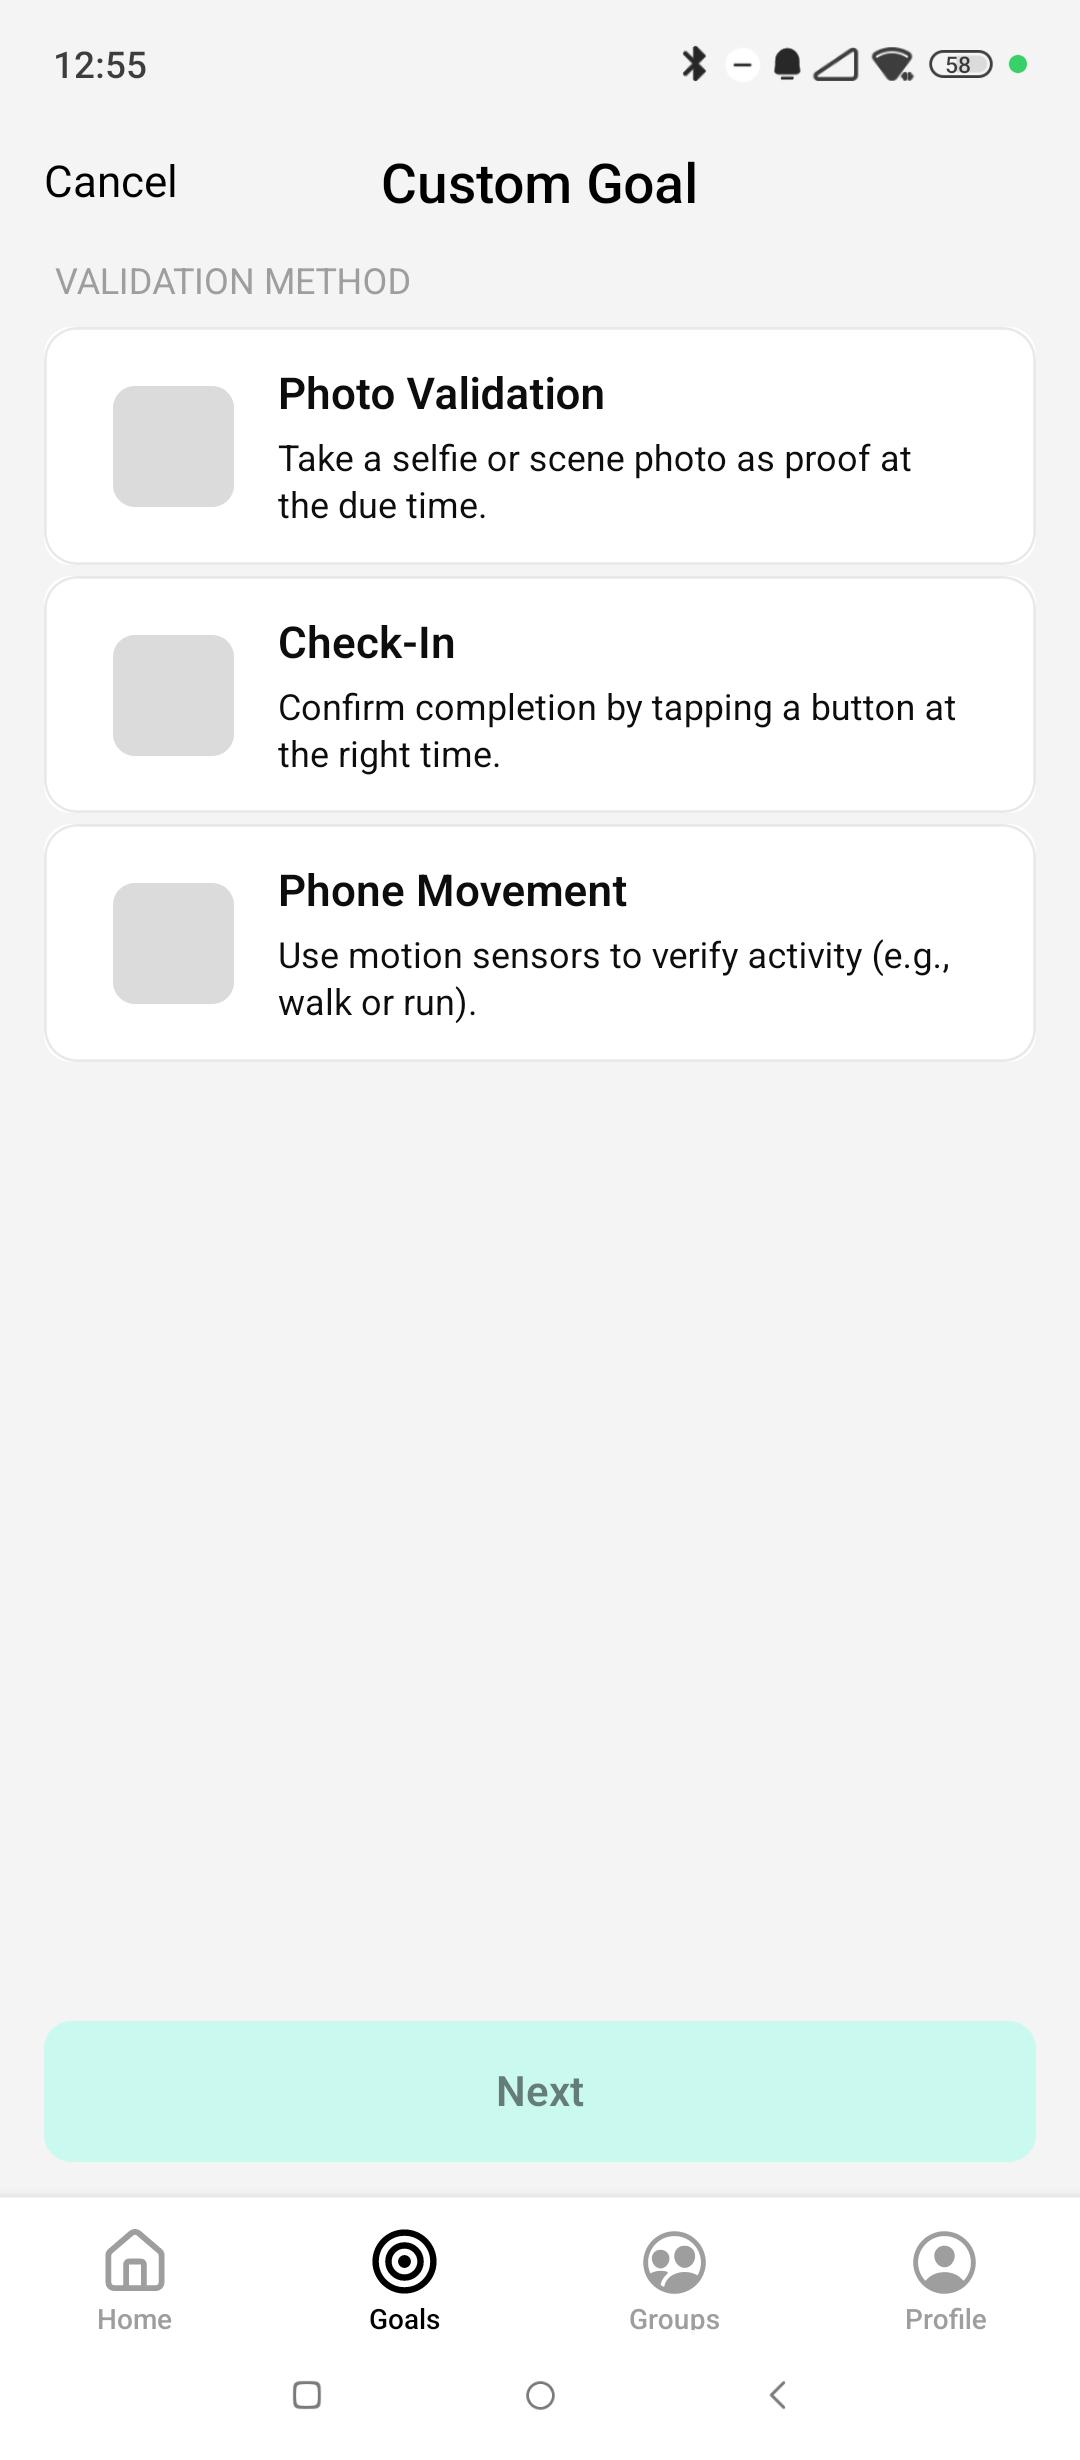 12:55
58
Cancel
Custom Goal
VALIDATION METHOD
Photo Validation
Take a selfie or scene photo as proof at
the due time.
Check-In
Confirm completion by tapping a button at
the right time.
Phone Movement
Use motion sensors to verify activity (e.g.,
walk or run).
Next
Home
Goals
Groups
Profile